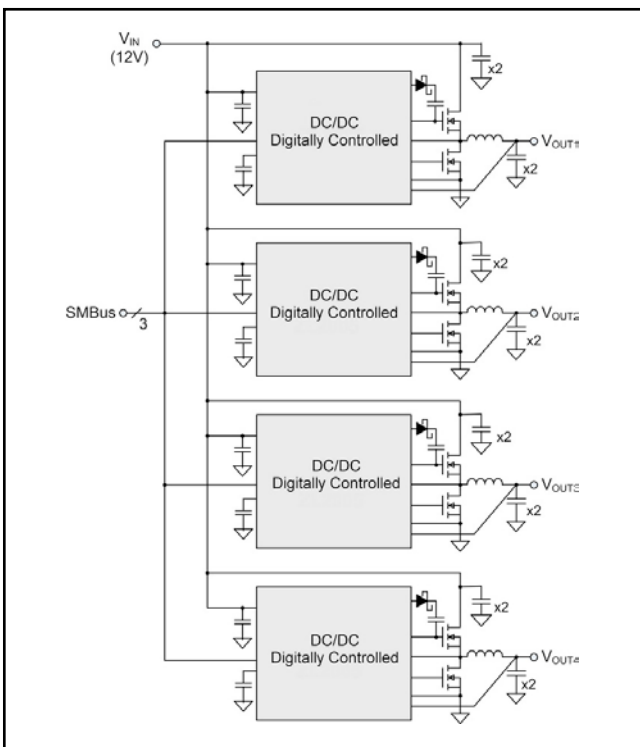 VIN
(12V)
x2
DC/DC
Digitally Controlled
VOUT1
x2
x2
DC/DC
Digitally Controlled
SMBus
3
VOUT2
x2
x2
DC/DC
Digitally Controlled
VOUT3
x2
x2
DC/DC
Digitally Controlled
VOUT4
x2